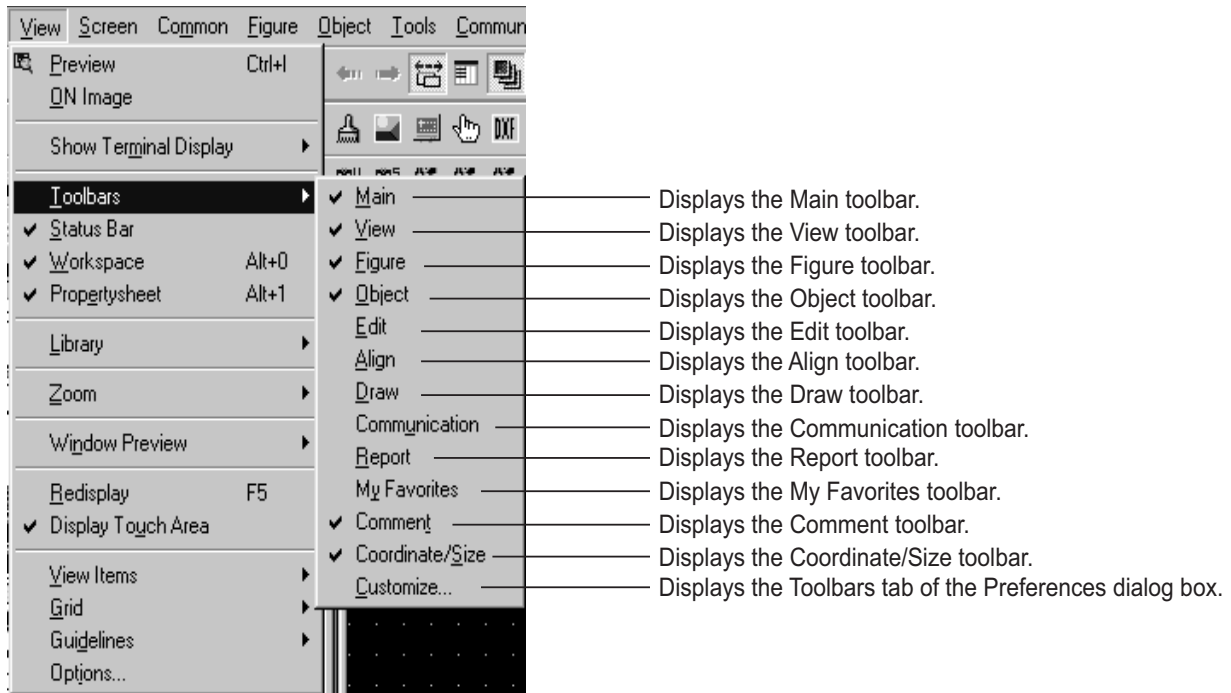 View Screen Common Figure Object Tools Commun
Preview Ctrl+I
ON Image
Show Terminal Display
Toolbars
Status Bar
Workspace Alt+0
Propertysheet Alt+1
Library
Zoom
Window Preview
Redisplay F5
Display Touch Area
View Items
Grid
Guidelines
Options...
DXF
Main Displays the Main toolbar.
View Displays the View toolbar.
Figure Displays the Figure toolbar.
Object Displays the Object toolbar.
Edit Displays the Edit toolbar.
Align Displays the Align toolbar.
Draw Displays the Draw toolbar.
Communication Displays the Communication toolbar.
Report Displays the Report toolbar.
My Favorites Displays the My Favorites toolbar.
Comment Displays the Comment toolbar.
Coordinate/Size Displays the Coordinate/Size toolbar.
Customize... Displays the Toolbars tab of the Preferences dialog box.